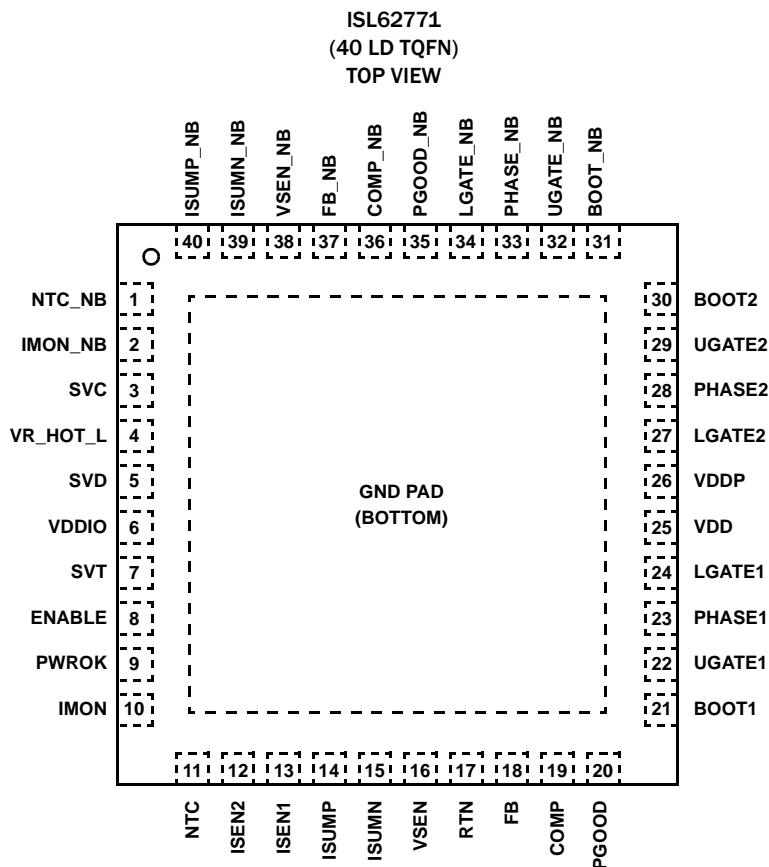 ISL62771
(40 LD TQFN)
TOP VIEW
ISUMP_NB
ISUMN_NB
VSEN_NB
FB_NB
COMP_NB
PGOOD_NB
LGATE_NB
PHASE_NB
UGATE_NB
BOOT_NB
40 39 38 37 36 35 34 33 32 31
NTC_NB 1
IMON_NB 2
SVC 3
VR_HOT_L 4
SVD 5
VDDIO 6
SVT 7
ENABLE 8
PWROK 9
IMON 10
GND PAD
(BOTTOM)
30 BOOT2
29 UGATE2
28 PHASE2
27 LGATE2
26 VDDP
25 VDD
24 LGATE1
23 PHASE1
22 UGATE1
21 BOOT1
11 12 13 14 15 16 17 18 19 20
NTC
ISEN2
ISEN1
ISUMP
ISUMN
VSEN
RTN
FB
COMP
PGOOD